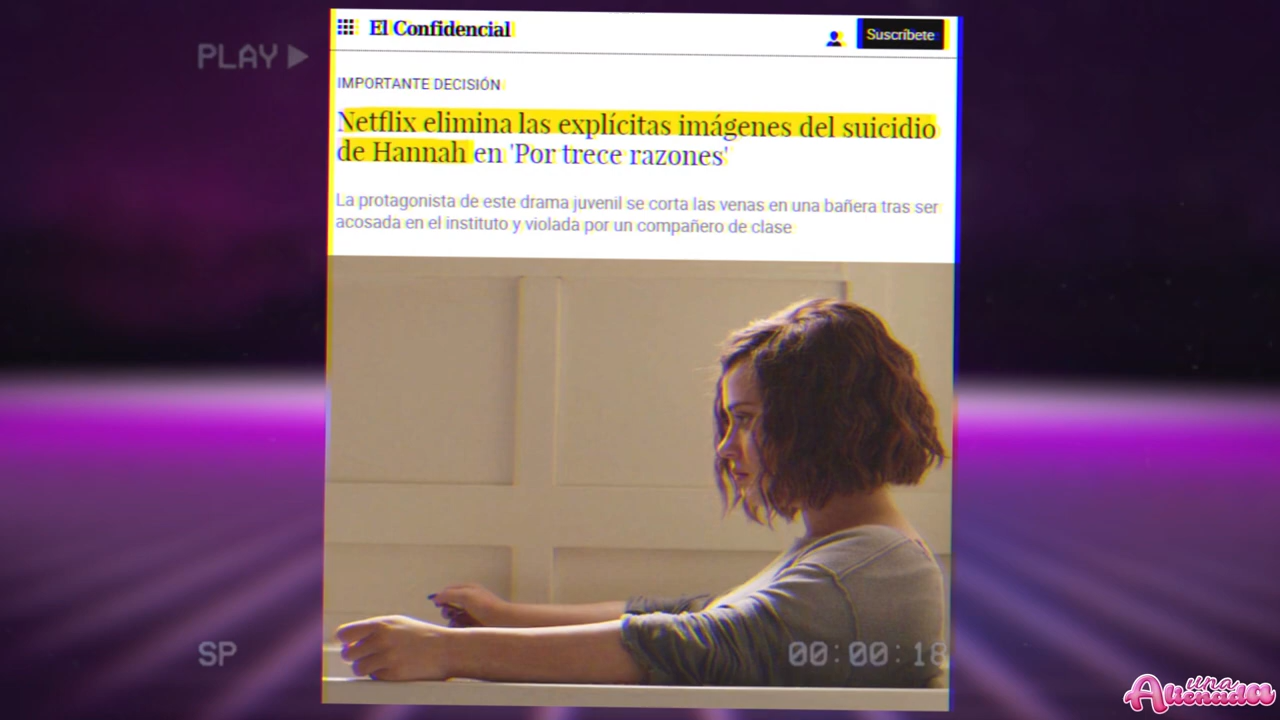 PLAY
El Confidencial
Suscríbete
IMPORTANTE DECISIÓN
Netflix elimina las explícitas imágenes del suicidio
de Hannah en 'Por trece razones'
La protagonista de este drama juvenil se corta las venas en una bañera tras ser
acosada en el instituto y violada por un compañero de clase
SP
00:00:18
una
Alienada